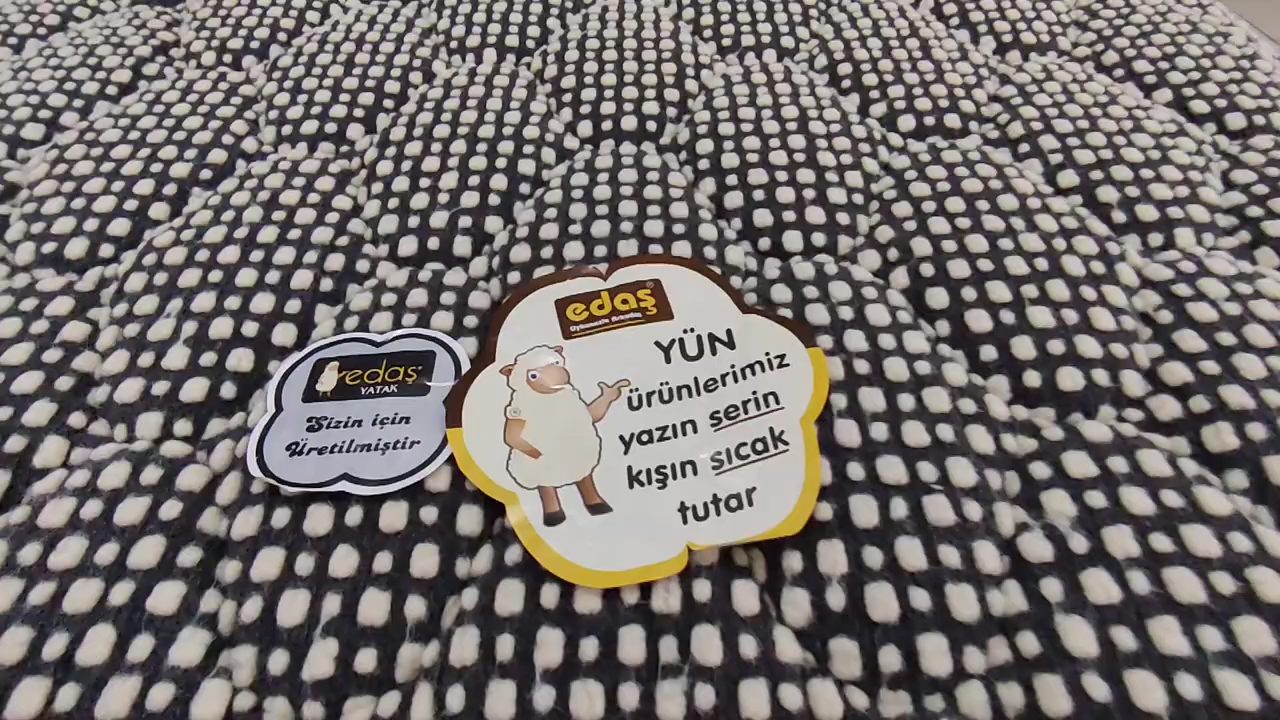 edaş
YATAK
Sizin için
Üretilmiştir
edaş
YÜN
ürünlerimiz
yazın serin
kışın sıcak
tutar